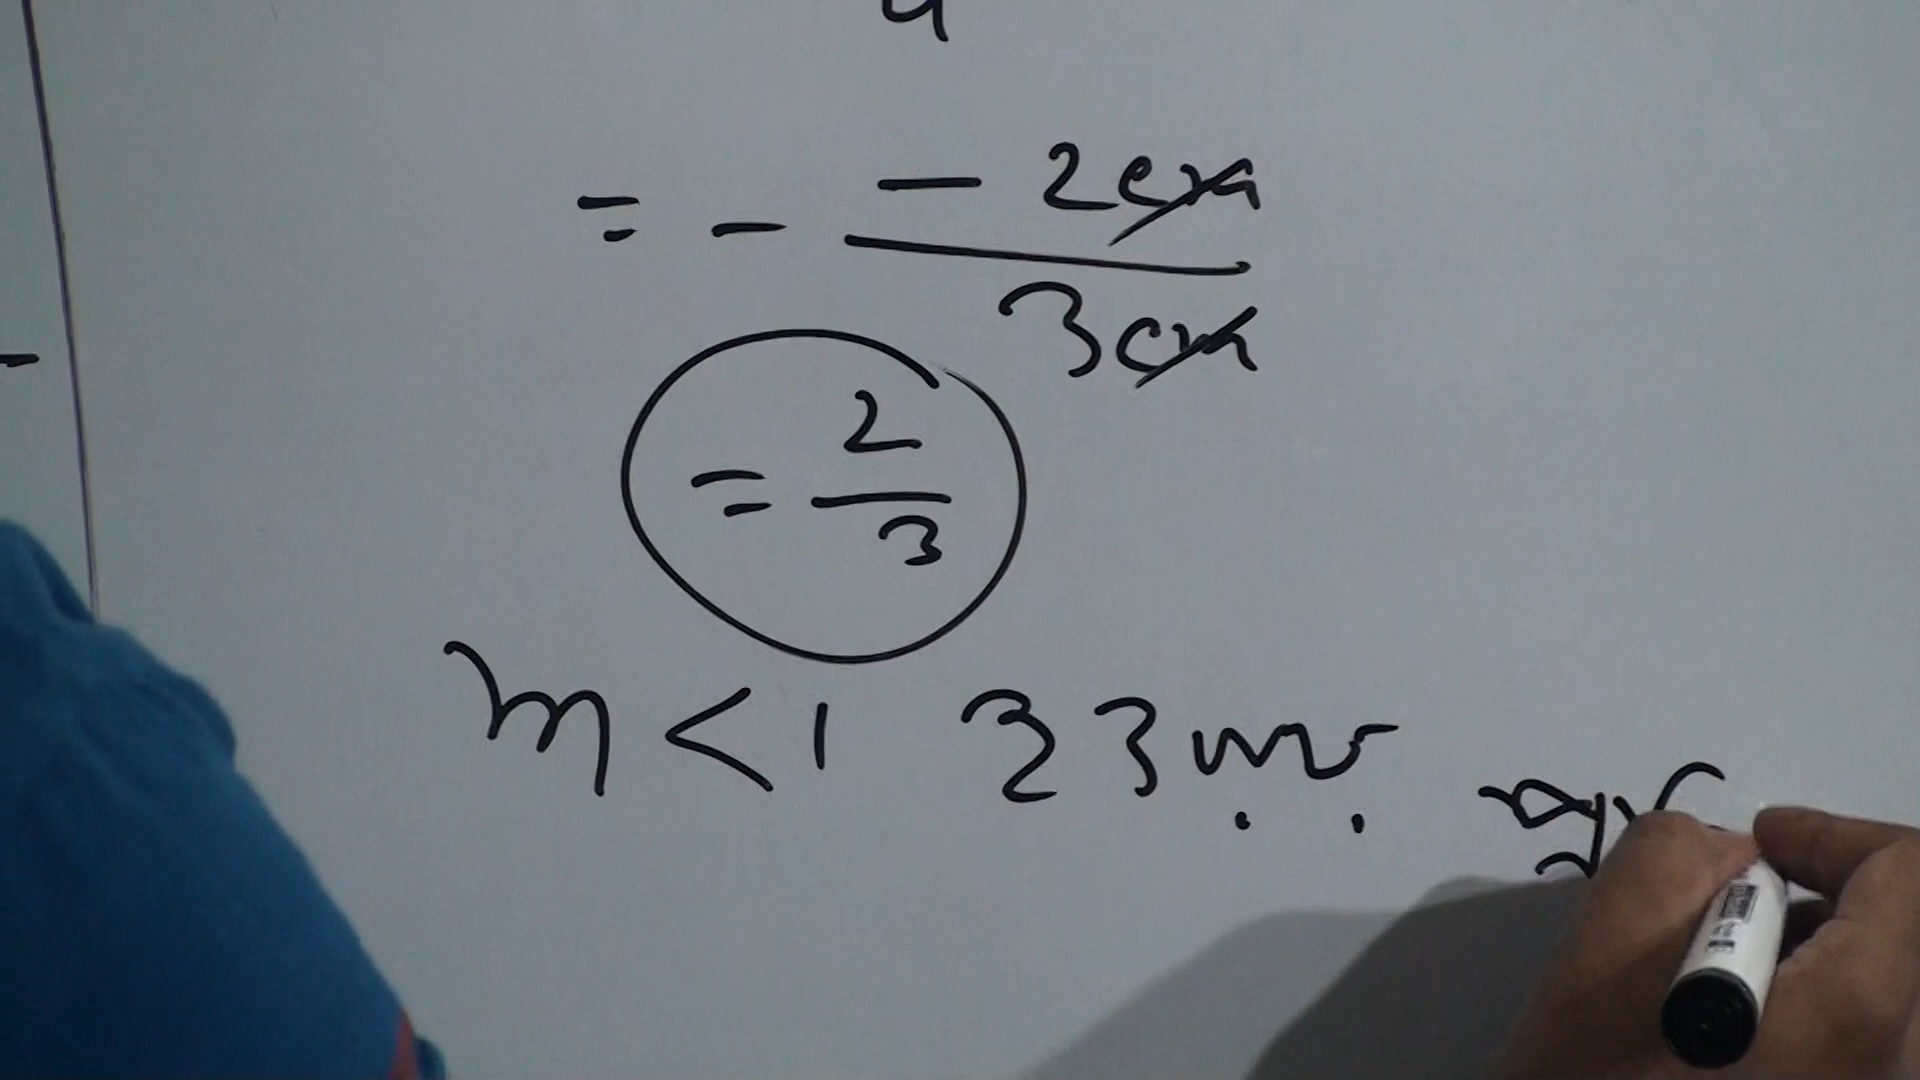 = - - 2cm
3cm
= 2
3
m < 1 হওয়ায়